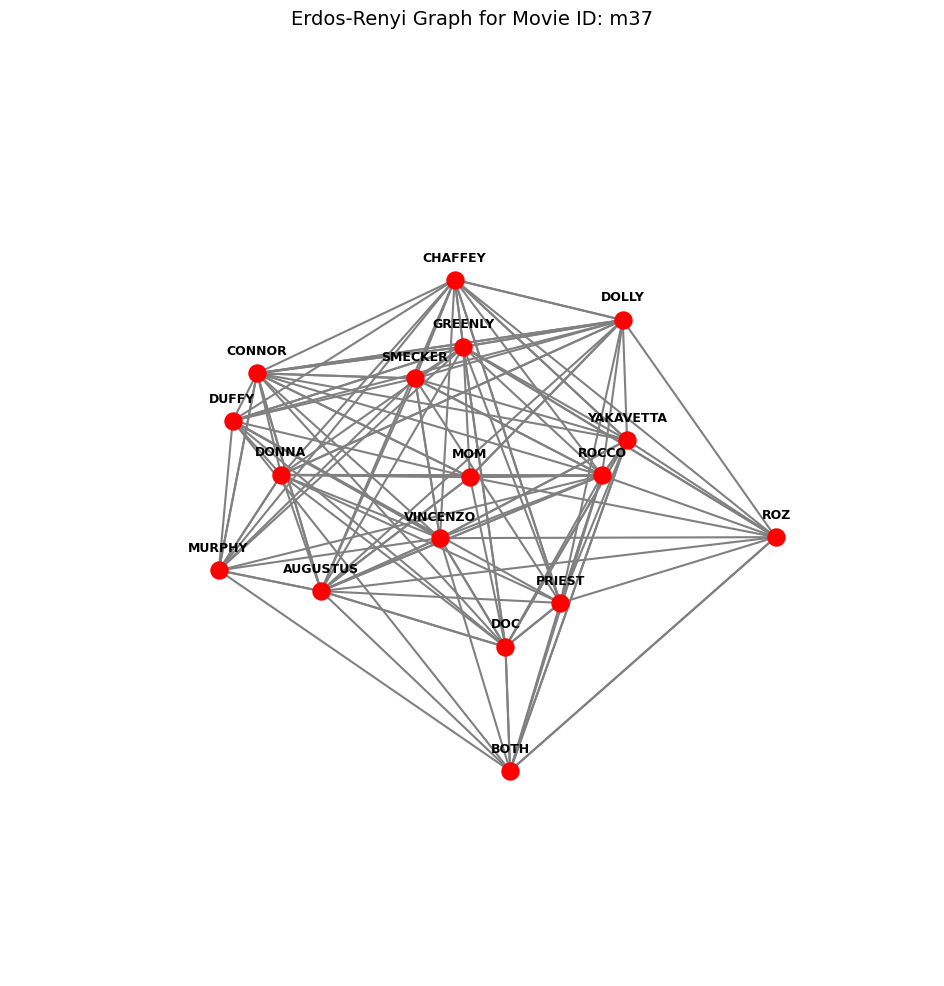 Erdos-Renyi Graph for Movie ID: m37
CHAFFEY
DOLLY
GREENLY
CONNOR
SMECKER
DUFFY
YAKAVETTA
DONNA
MOM
ROCCO
VINCENZO
ROZ
MURPHY
AUGUSTUS
PRIEST
DOC
BOTH